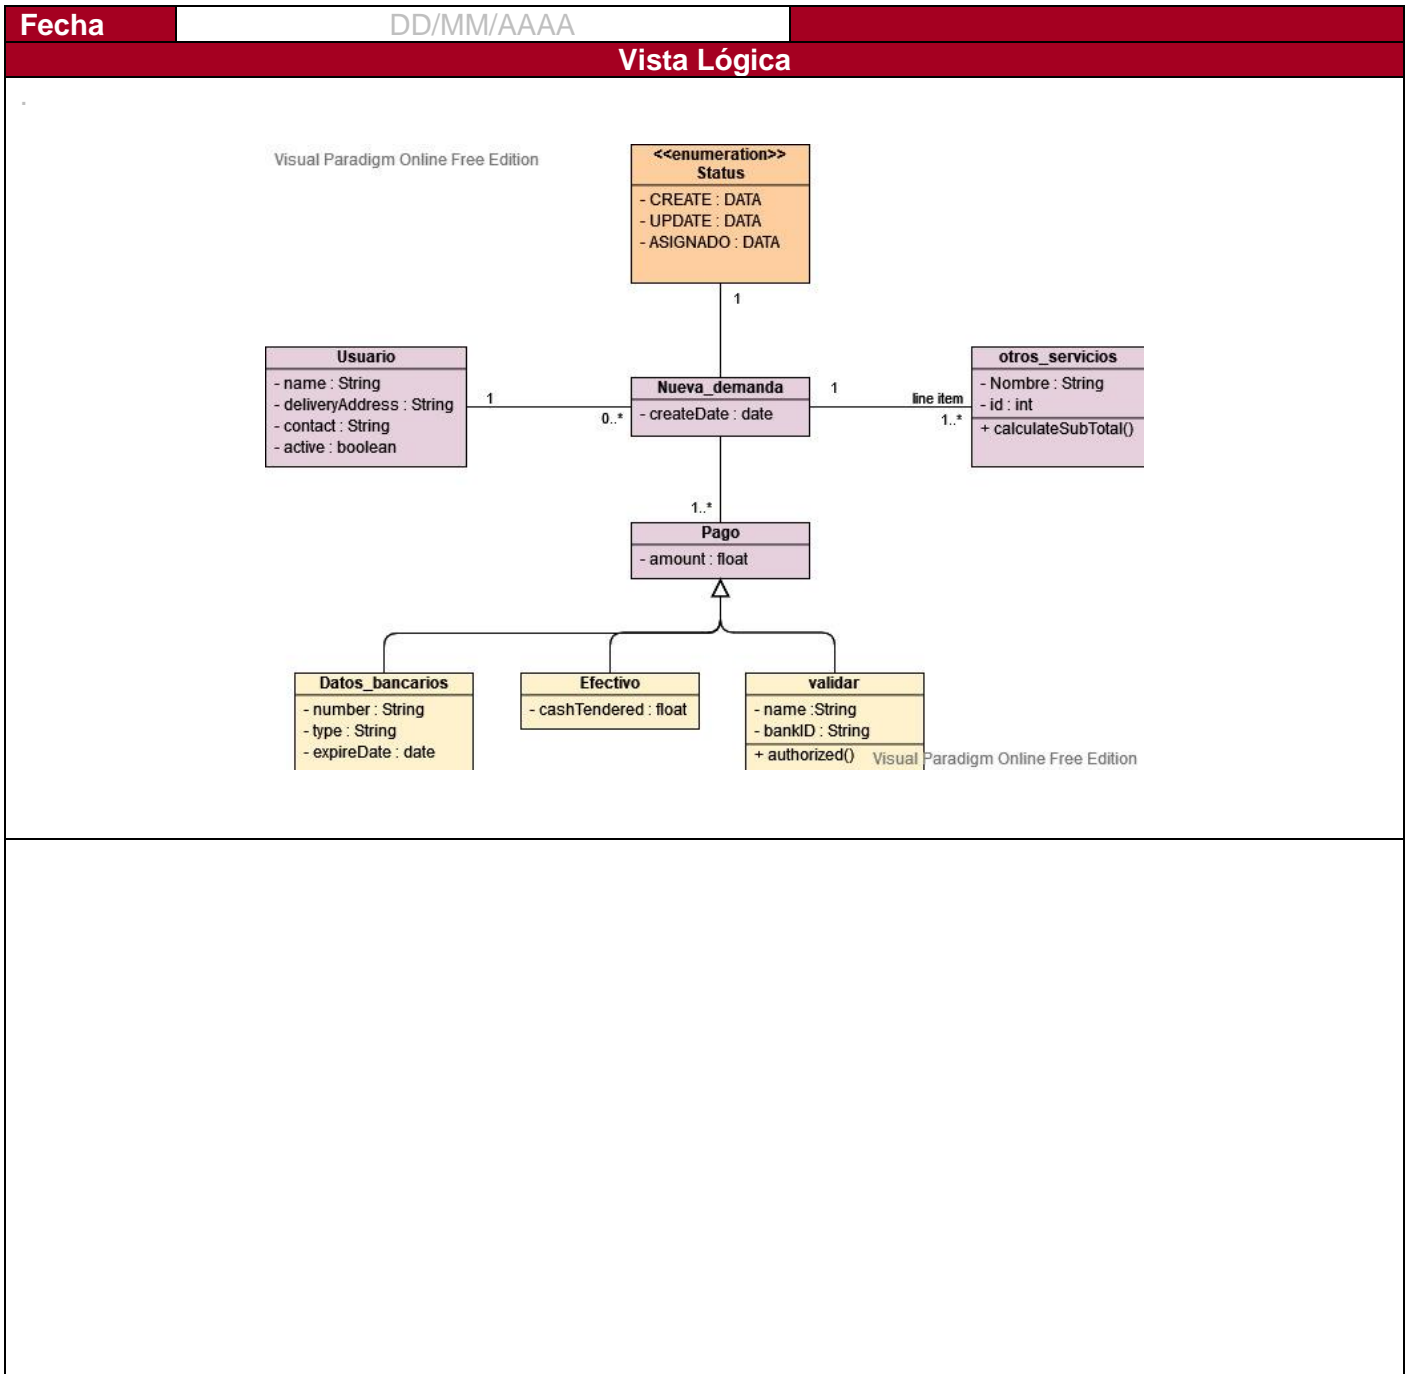 Fecha DD/MM/AAAA
Vista Lógica
.
Visual Paradigm Online Free Edition
<<enumeration>>
Status
- CREATE : DATA
- UPDATE : DATA
- ASIGNADO : DATA
1
Usuario
- name : String
- deliveryAddress : String
- contact : String
- active : boolean
1
0..*
Nueva_demanda
- createDate : date
1
line item
1..*
otros_servicios
- Nombre : String
- id : int
+ calculateSubTotal()
1..*
Pago
- amount : float
Datos_bancarios
- number : String
- type : String
- expireDate : date
Efectivo
- cashTendered : float
validar
- name :String
- bankID : String
+ authorized()
Visual Paradigm Online Free Edition